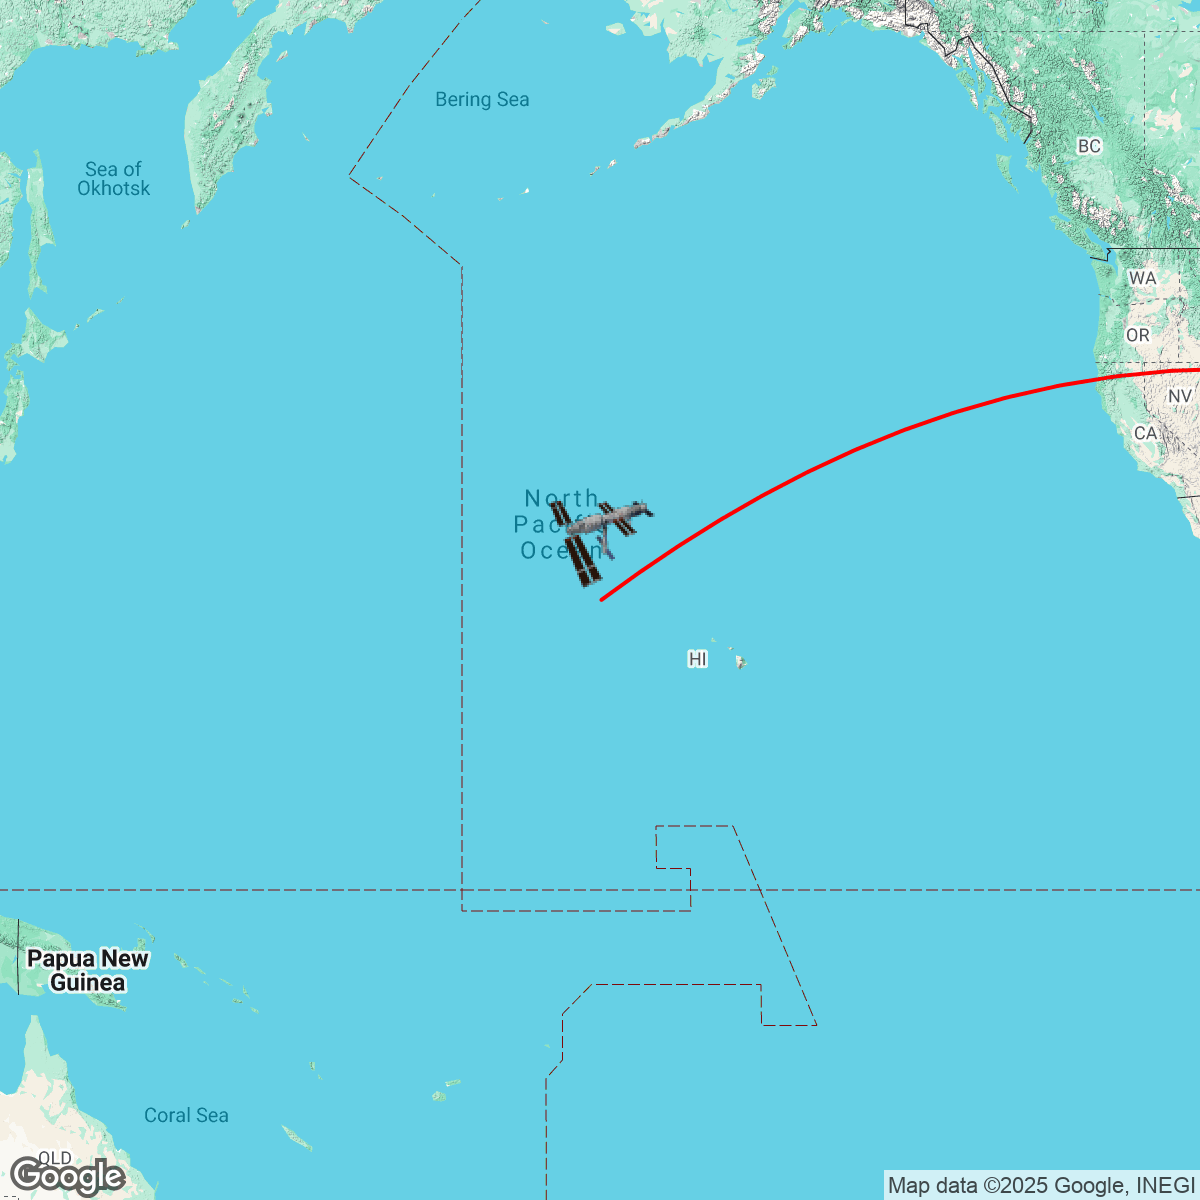 Bering Sea
BC
Sea of
Okhotsk
WA
OR
NV
CA
North
Pacific
Ocean
HI
Papua New
Guinea
Coral Sea
QLD
Google
Map data ©2025 Google, INEGI